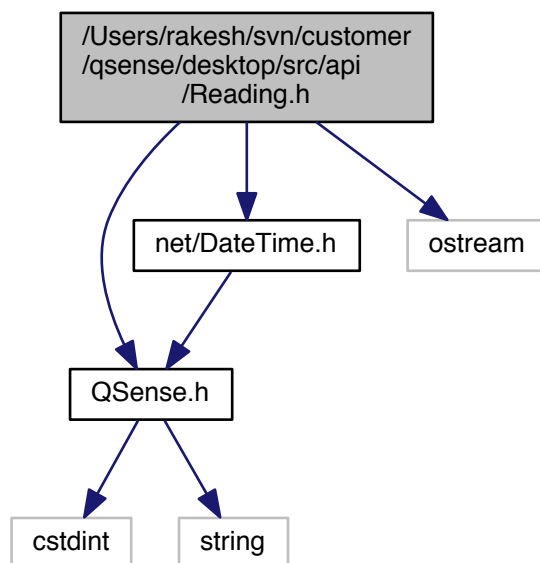 /Users/rakesh/svn/customer
/qsense/desktop/src/api
/Reading.h
net/DateTime.h
ostream
QSense.h
cstdint
string